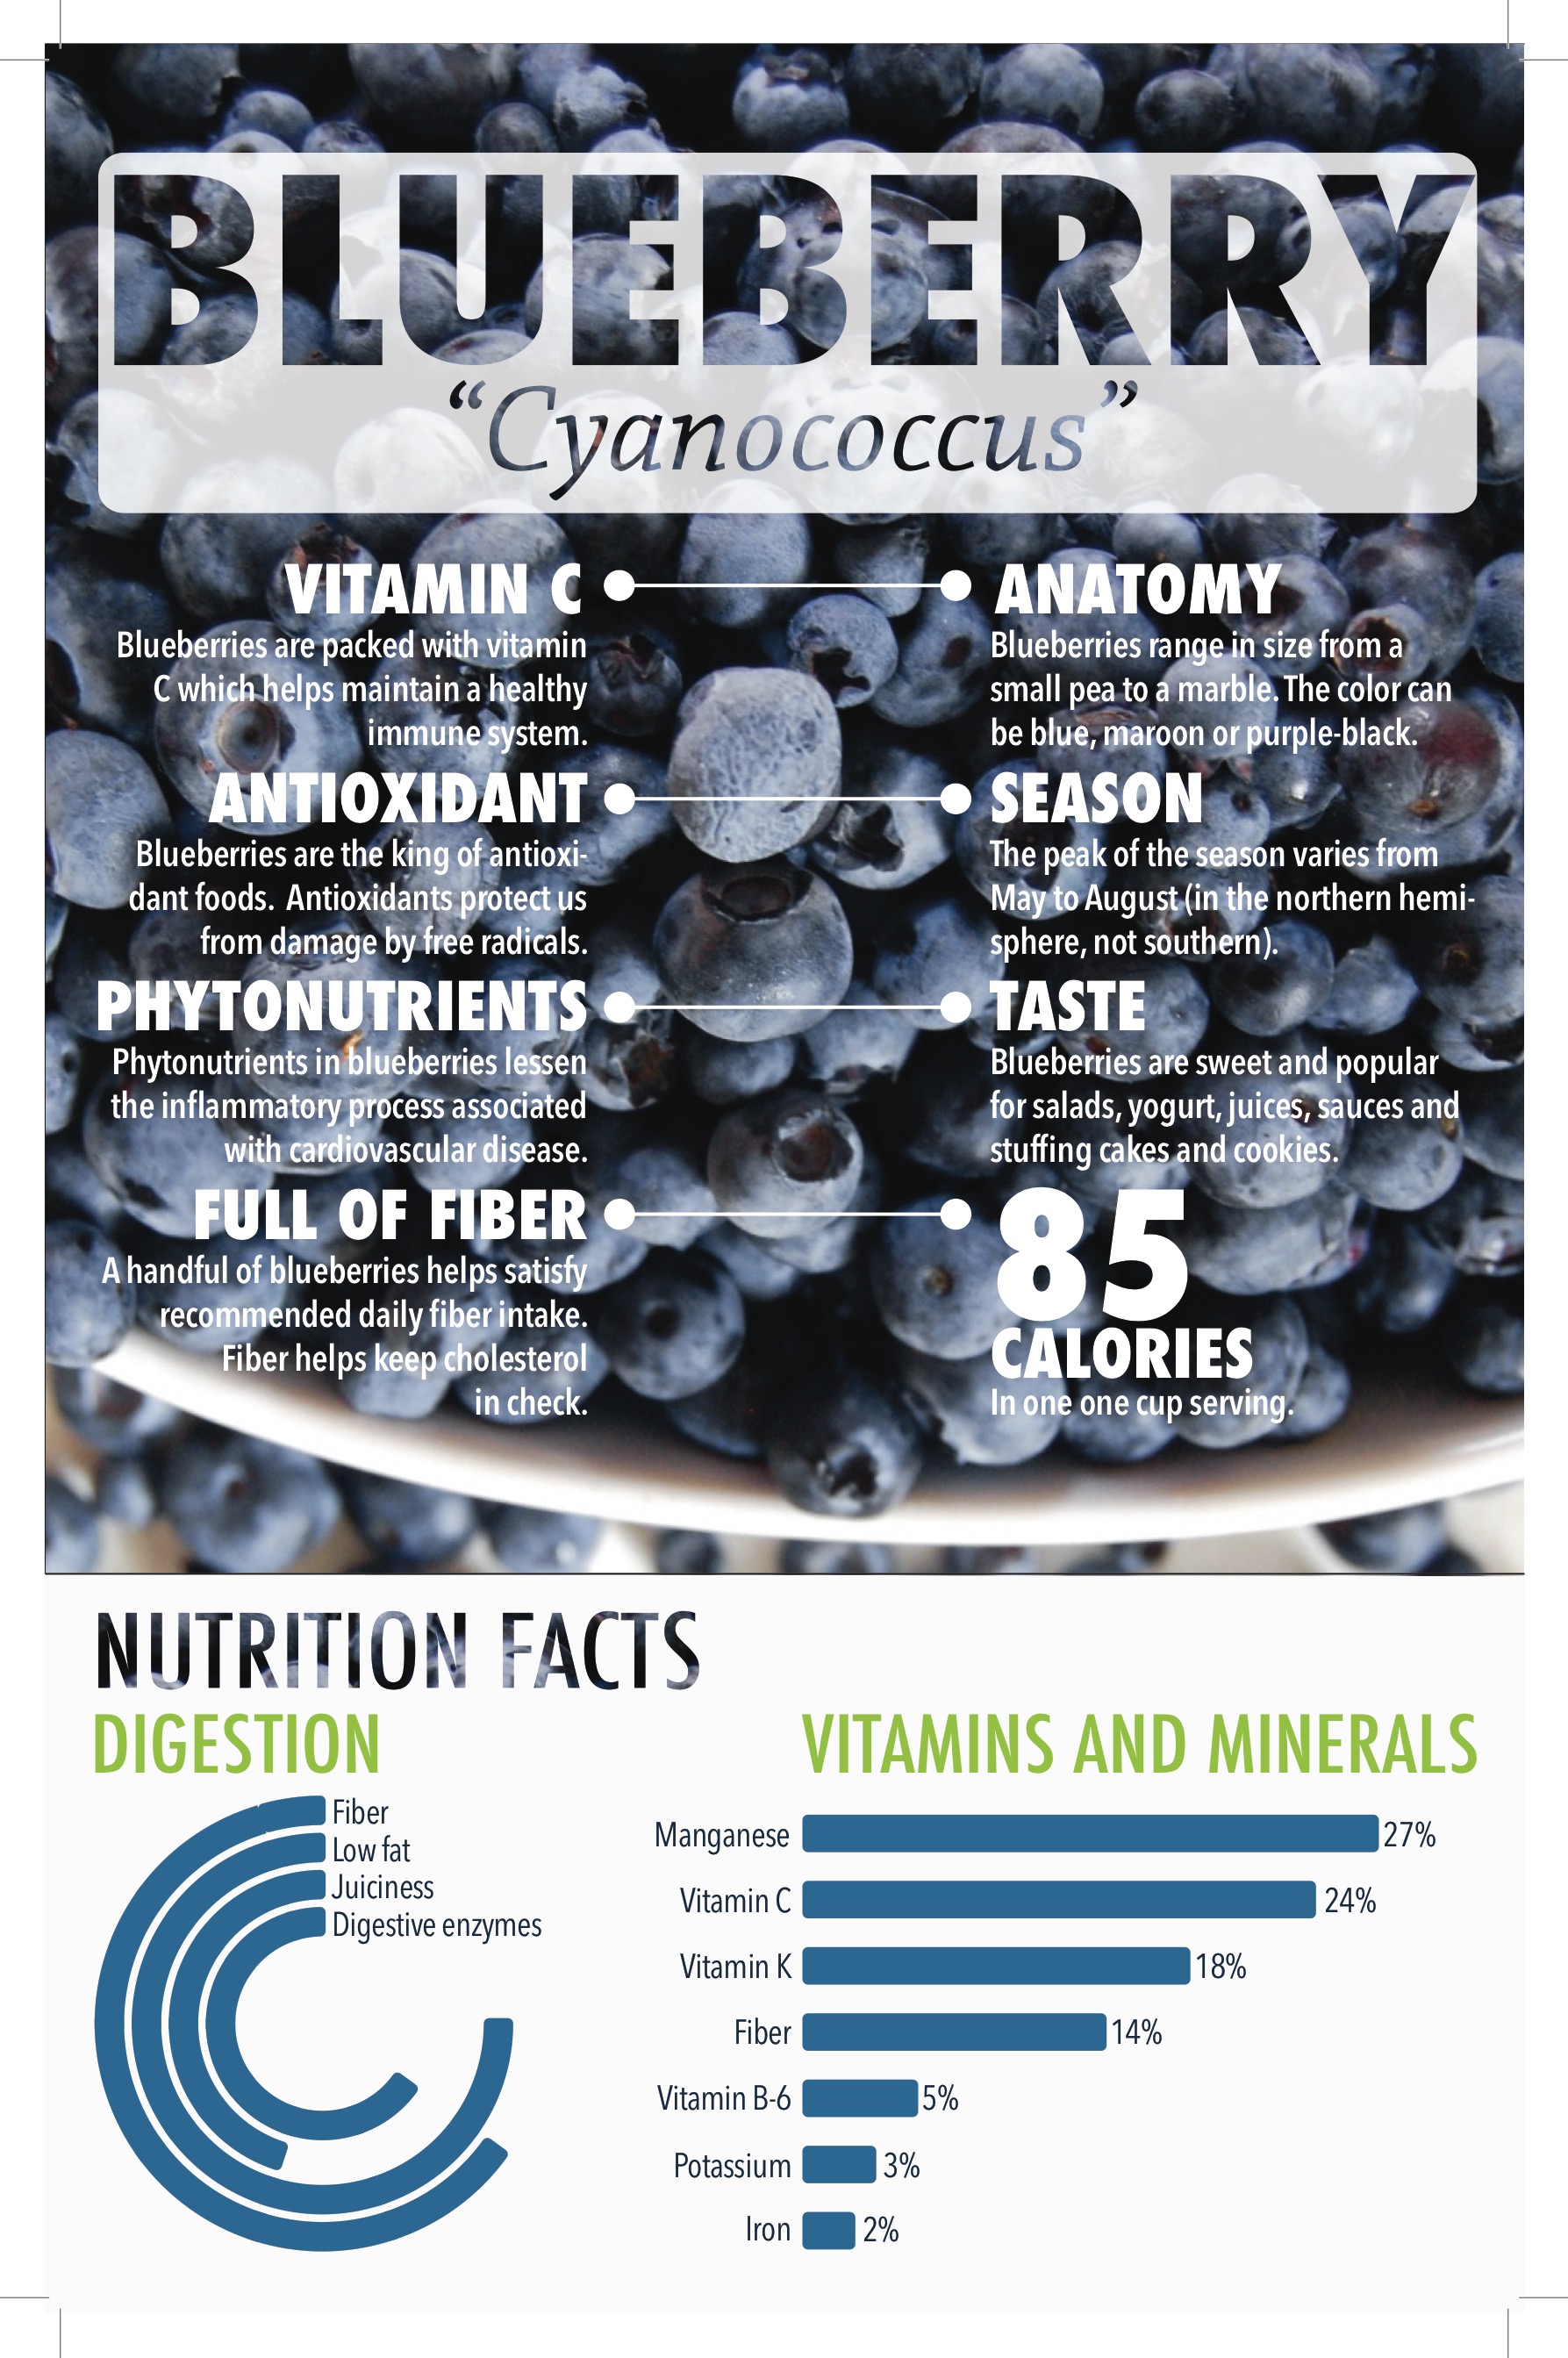 BLUEBERRY
“Cyanococcus”
VITAMIN C
Blueberries are packed with vitamin
C which helps maintain a healthy
immune system.
ANTIOXIDANT
Blueberries are the king of antioxi-
dant foods. Antioxidants protect us
from damage by free radicals.
PHYTONUTRIENTS
Phytonutrients in blueberries lessen
the inflammatory process associated
with cardiovascular disease.
FULL OF FIBER
A handful of blueberries helps satisfy
recommended daily fiber intake.
Fiber helps keep cholesterol
in check.
ANATOMY
Blueberries range in size from a
small pea to a marble. The color can
be blue, maroon or purple-black.
SEASON
The peak of the season varies from
May to August (in the northern hemi-
sphere, not southern).
TASTE
Blueberries are sweet and popular
for salads, yogurt, juices, sauces and
stuffing cakes and cookies.
85
CALORIES
In one one cup serving.
NUTRITION FACTS
DIGESTION
Fiber
Low fat
Juiciness
Digestive enzymes
VITAMINS AND MINERALS
Manganese 27%
Vitamin C 24%
Vitamin K 18%
Fiber 14%
Vitamin B-6 5%
Potassium 3%
Iron 2%